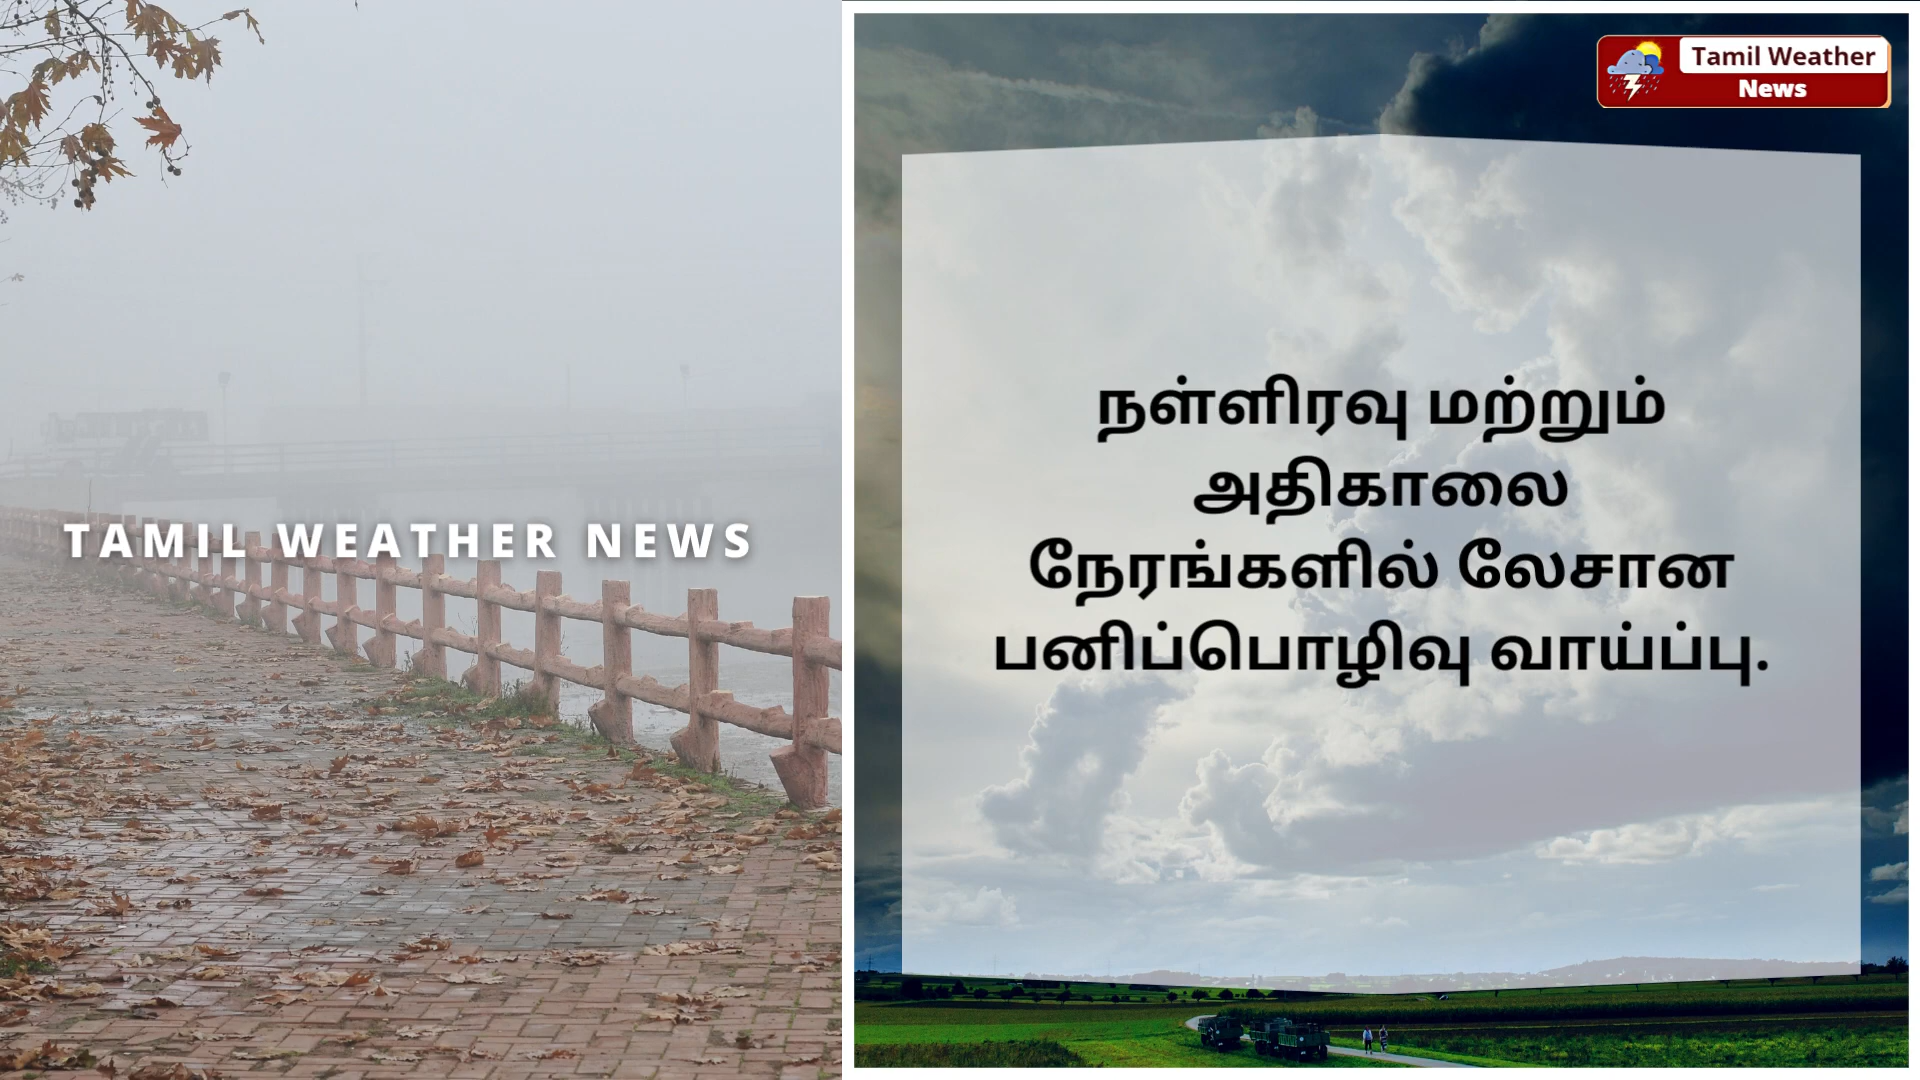 TAMIL WEATHER NEWS
Tamil Weather
News
நள்ளிரவு மற்றும்
அதிகாலை
நேரங்களில் லேசான
பனிப்பொழிவு வாய்ப்பு.